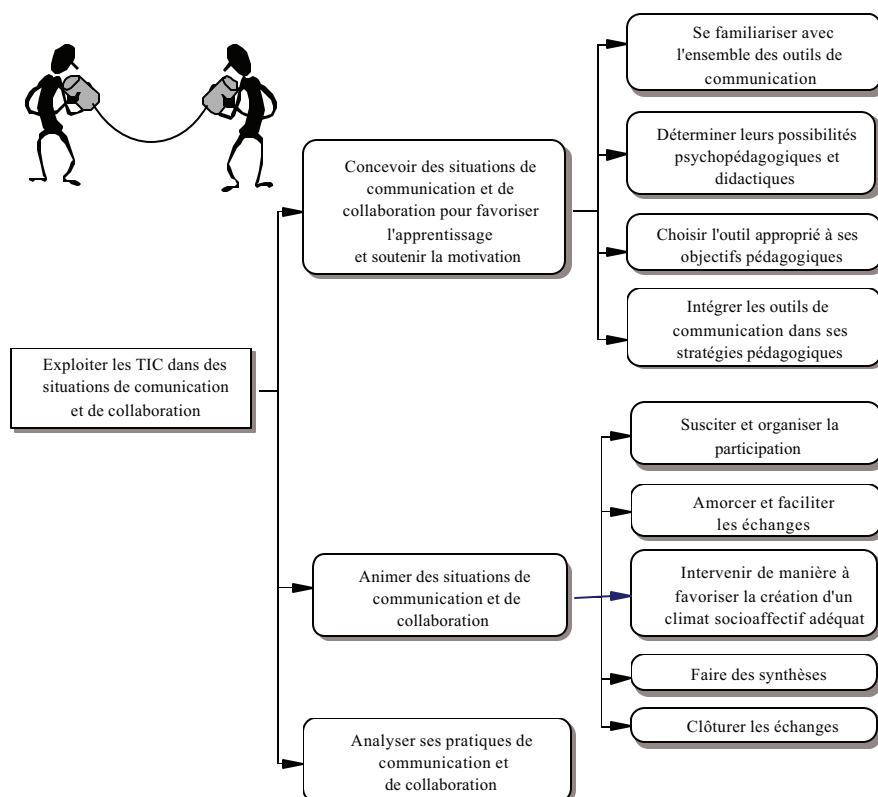 Exploiter les TIC dans des
situations de comunication
et de collaboration
Concevoir des situations de
communication et de
collaboration pour favoriser
l'apprentissage
et soutenir la motivation
Se familiariser avec
l'ensemble des outils de
communication
Déterminer leurs possibilités
psychopédagogiques et
didactiques
Choisir l'outil approprié à ses
objectifs pédagogiques
Intégrer les outils de
communication dans ses
stratégies pédagogiques
Animer des situations de
communication et de
collaboration
Susciter et organiser la
participation
Amorcer et faciliter
les échanges
Intervenir de manière à
favoriser la création d'un
climat socioaffectif adéquat
Faire des synthèses
Clôturer les échanges
Analyser ses pratiques de
communication et
de collaboration